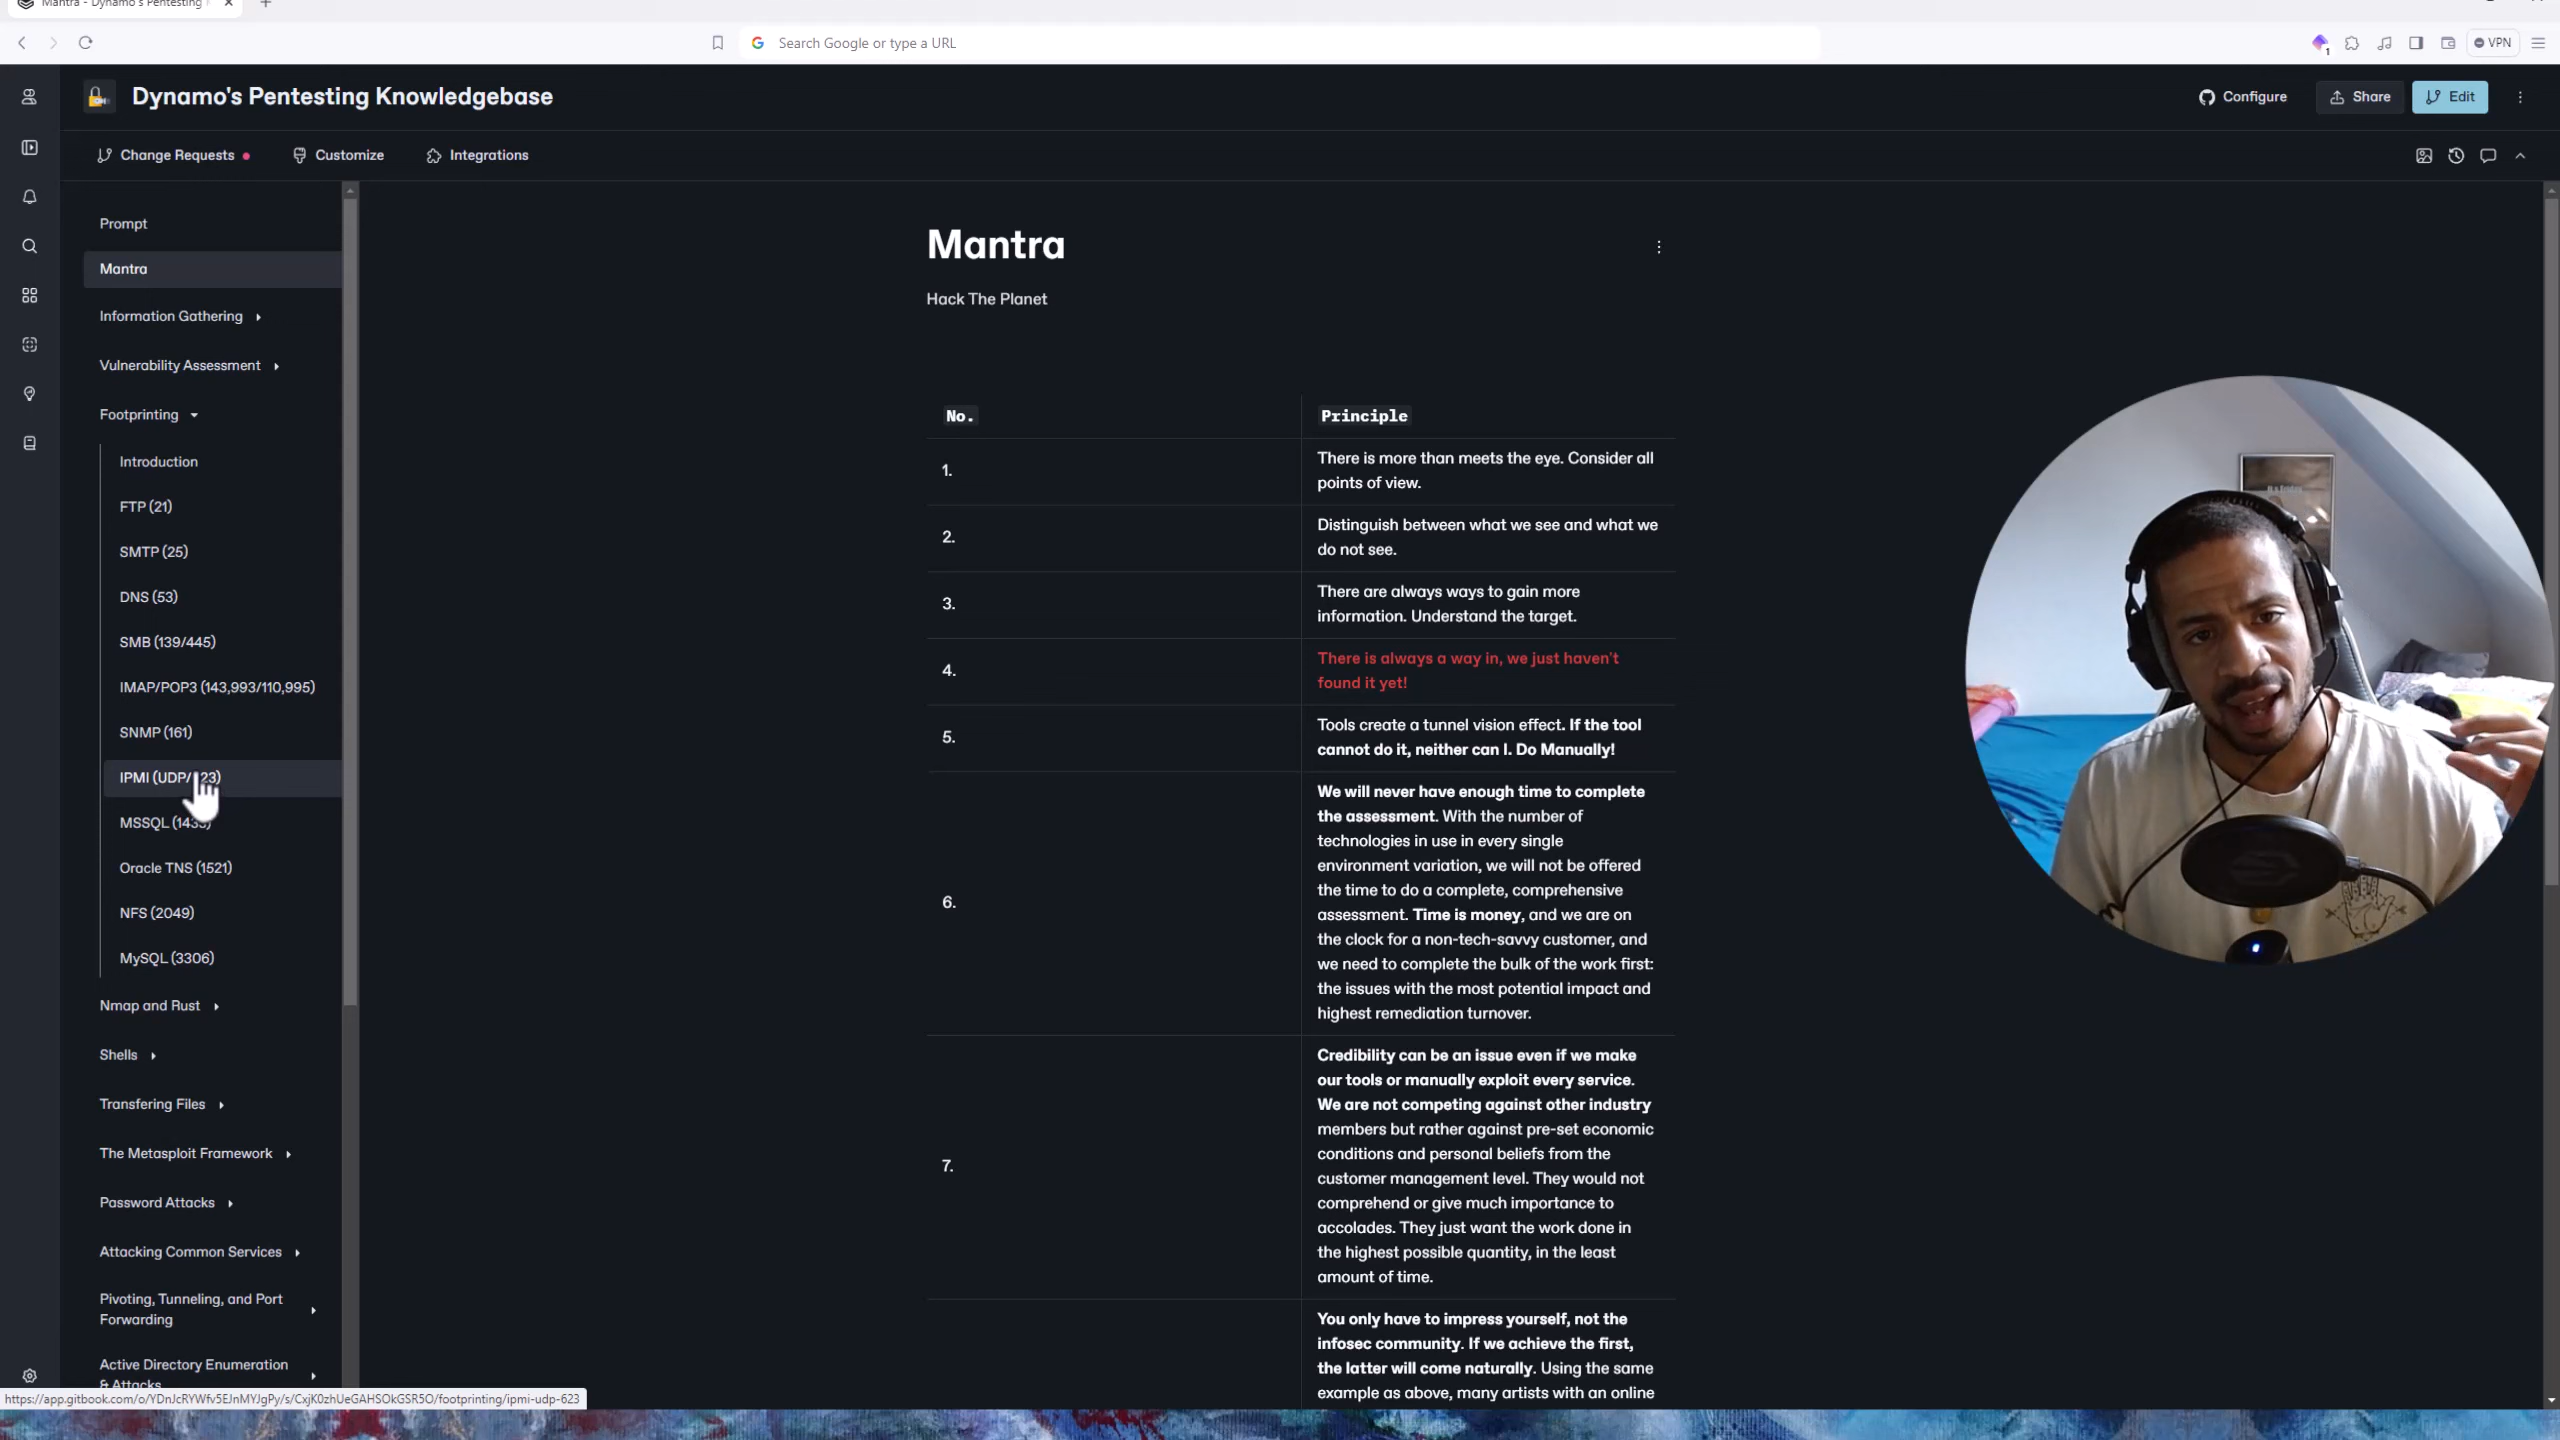 Mantra - Dynamo's Pentesting
Search Google or type a URL
1
VPN
Dynamo's Pentesting Knowledgebase
Configure
Share
Edit
Change Requests
Customize
Integrations
Prompt
Mantra
Information Gathering
Vulnerability Assessment
Footprinting
Introduction
FTP (21)
SMTP (25)
DNS (53)
SMB (139/445)
IMAP/POP3 (143,993/110,995)
SNMP (161)
IPMI (UDP/ 23)
MSSQL (143
Oracle TNS (1521)
NFS (2049)
MySQL (3306)
Nmap and Rust
Shells
Transfering Files
The Metasploit Framework
Password Attacks
Attacking Common Services
Pivoting, Tunneling, and Port
Forwarding
Active Directory Enumeration
& Attacks
https://app.gitbook.com/o/YDnJcRYWfv5EJnMYJgPy/s/CxjK0zhUeGAHSOkGSR5O/footprinting/ipmi-udp-623
Mantra
Hack The Planet
No.
Principle
1.
There is more than meets the eye. Consider all
points of view.
2.
Distinguish between what we see and what we
do not see.
3.
There are always ways to gain more
information. Understand the target.
4.
There is always a way in, we just haven't
found it yet!
5.
Tools create a tunnel vision effect. If the tool
cannot do it, neither can I. Do Manually!
6.
We will never have enough time to complete
the assessment. With the number of
technologies in use in every single
environment variation, we will not be offered
the time to do a complete, comprehensive
assessment. Time is money, and we are on
the clock for a non-tech-savvy customer, and
we need to complete the bulk of the work first:
the issues with the most potential impact and
highest remediation turnover.
7.
Credibility can be an issue even if we make
our tools or manually exploit every service.
We are not competing against other industry
members but rather against pre-set economic
conditions and personal beliefs from the
customer management level. They would not
comprehend or give much importance to
accolades. They just want the work done in
the highest possible quantity, in the least
amount of time.
You only have to impress yourself, not the
infosec community. If we achieve the first,
the latter will come naturally. Using the same
example as above, many artists with an online